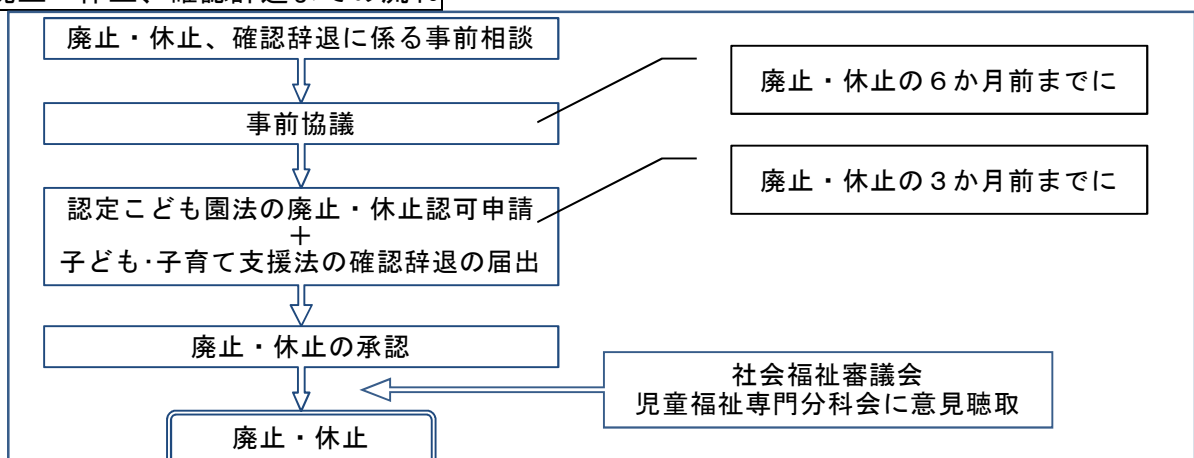 廃止・休止、確認辞退に係る事前相談
廃止・休止の６か月前までに
事前協議
廃止・休止の３か月前までに
認定こども園法の廃止・休止認可申請
＋
子ども･子育て支援法の確認辞退の届出
廃止・休止の承認
社会福祉審議会
児童福祉専門分科会に意見聴取
廃止・休止